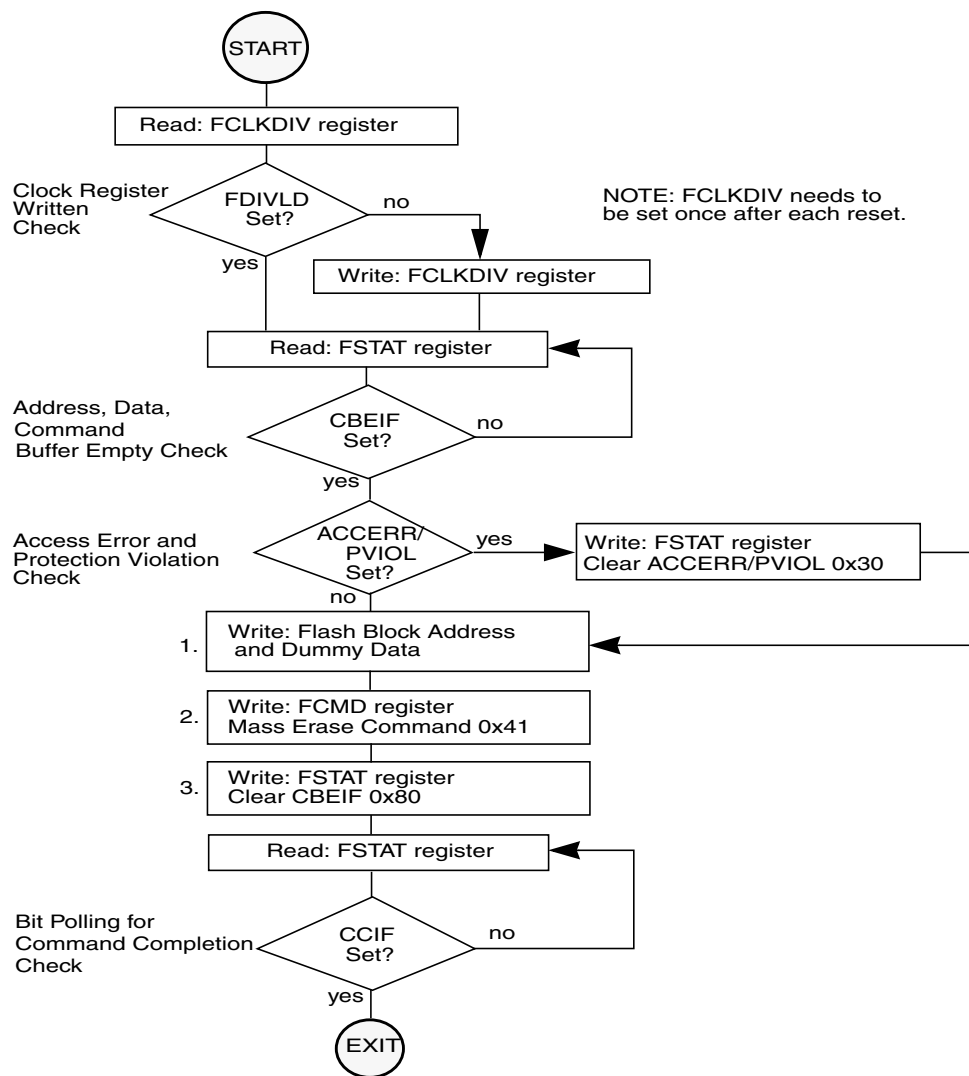 START
Read: FCLKDIV register
Clock Register
Written
Check
FDIVLD
Set?
no
yes
NOTE: FCLKDIV needs to
be set once after each reset.
Write: FCLKDIV register
Read: FSTAT register
Address, Data,
Command
Buffer Empty Check
CBEIF
Set?
no
yes
Access Error and
Protection Violation
Check
ACCERR/
PVIOL
Set?
yes
no
Write: FSTAT register
Clear ACCERR/PVIOL 0x30
1.
Write: Flash Block Address
and Dummy Data
2.
Write: FCMD register
Mass Erase Command 0x41
3.
Write: FSTAT register
Clear CBEIF 0x80
Read: FSTAT register
Bit Polling for
Command Completion
Check
CCIF
Set?
no
yes
EXIT